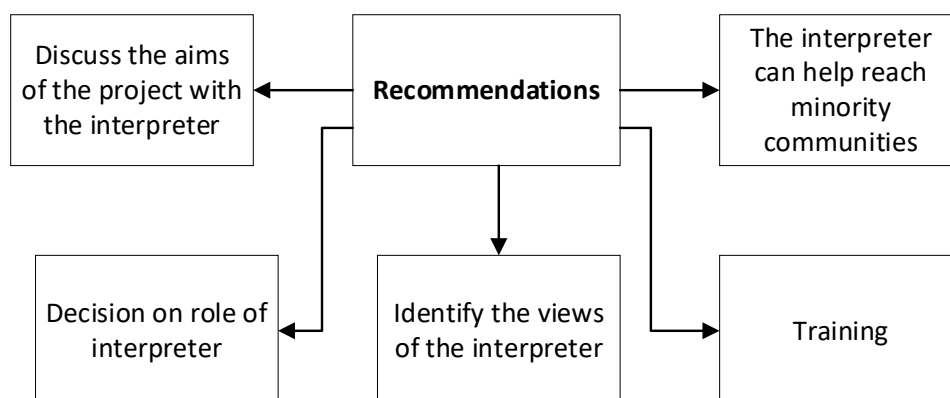 Discuss the aims
of the project with
the interpreter
Recommendations
The interpreter
can help reach
minority
communities
Decision on role of
interpreter
Identify the views
of the interpreter
Training